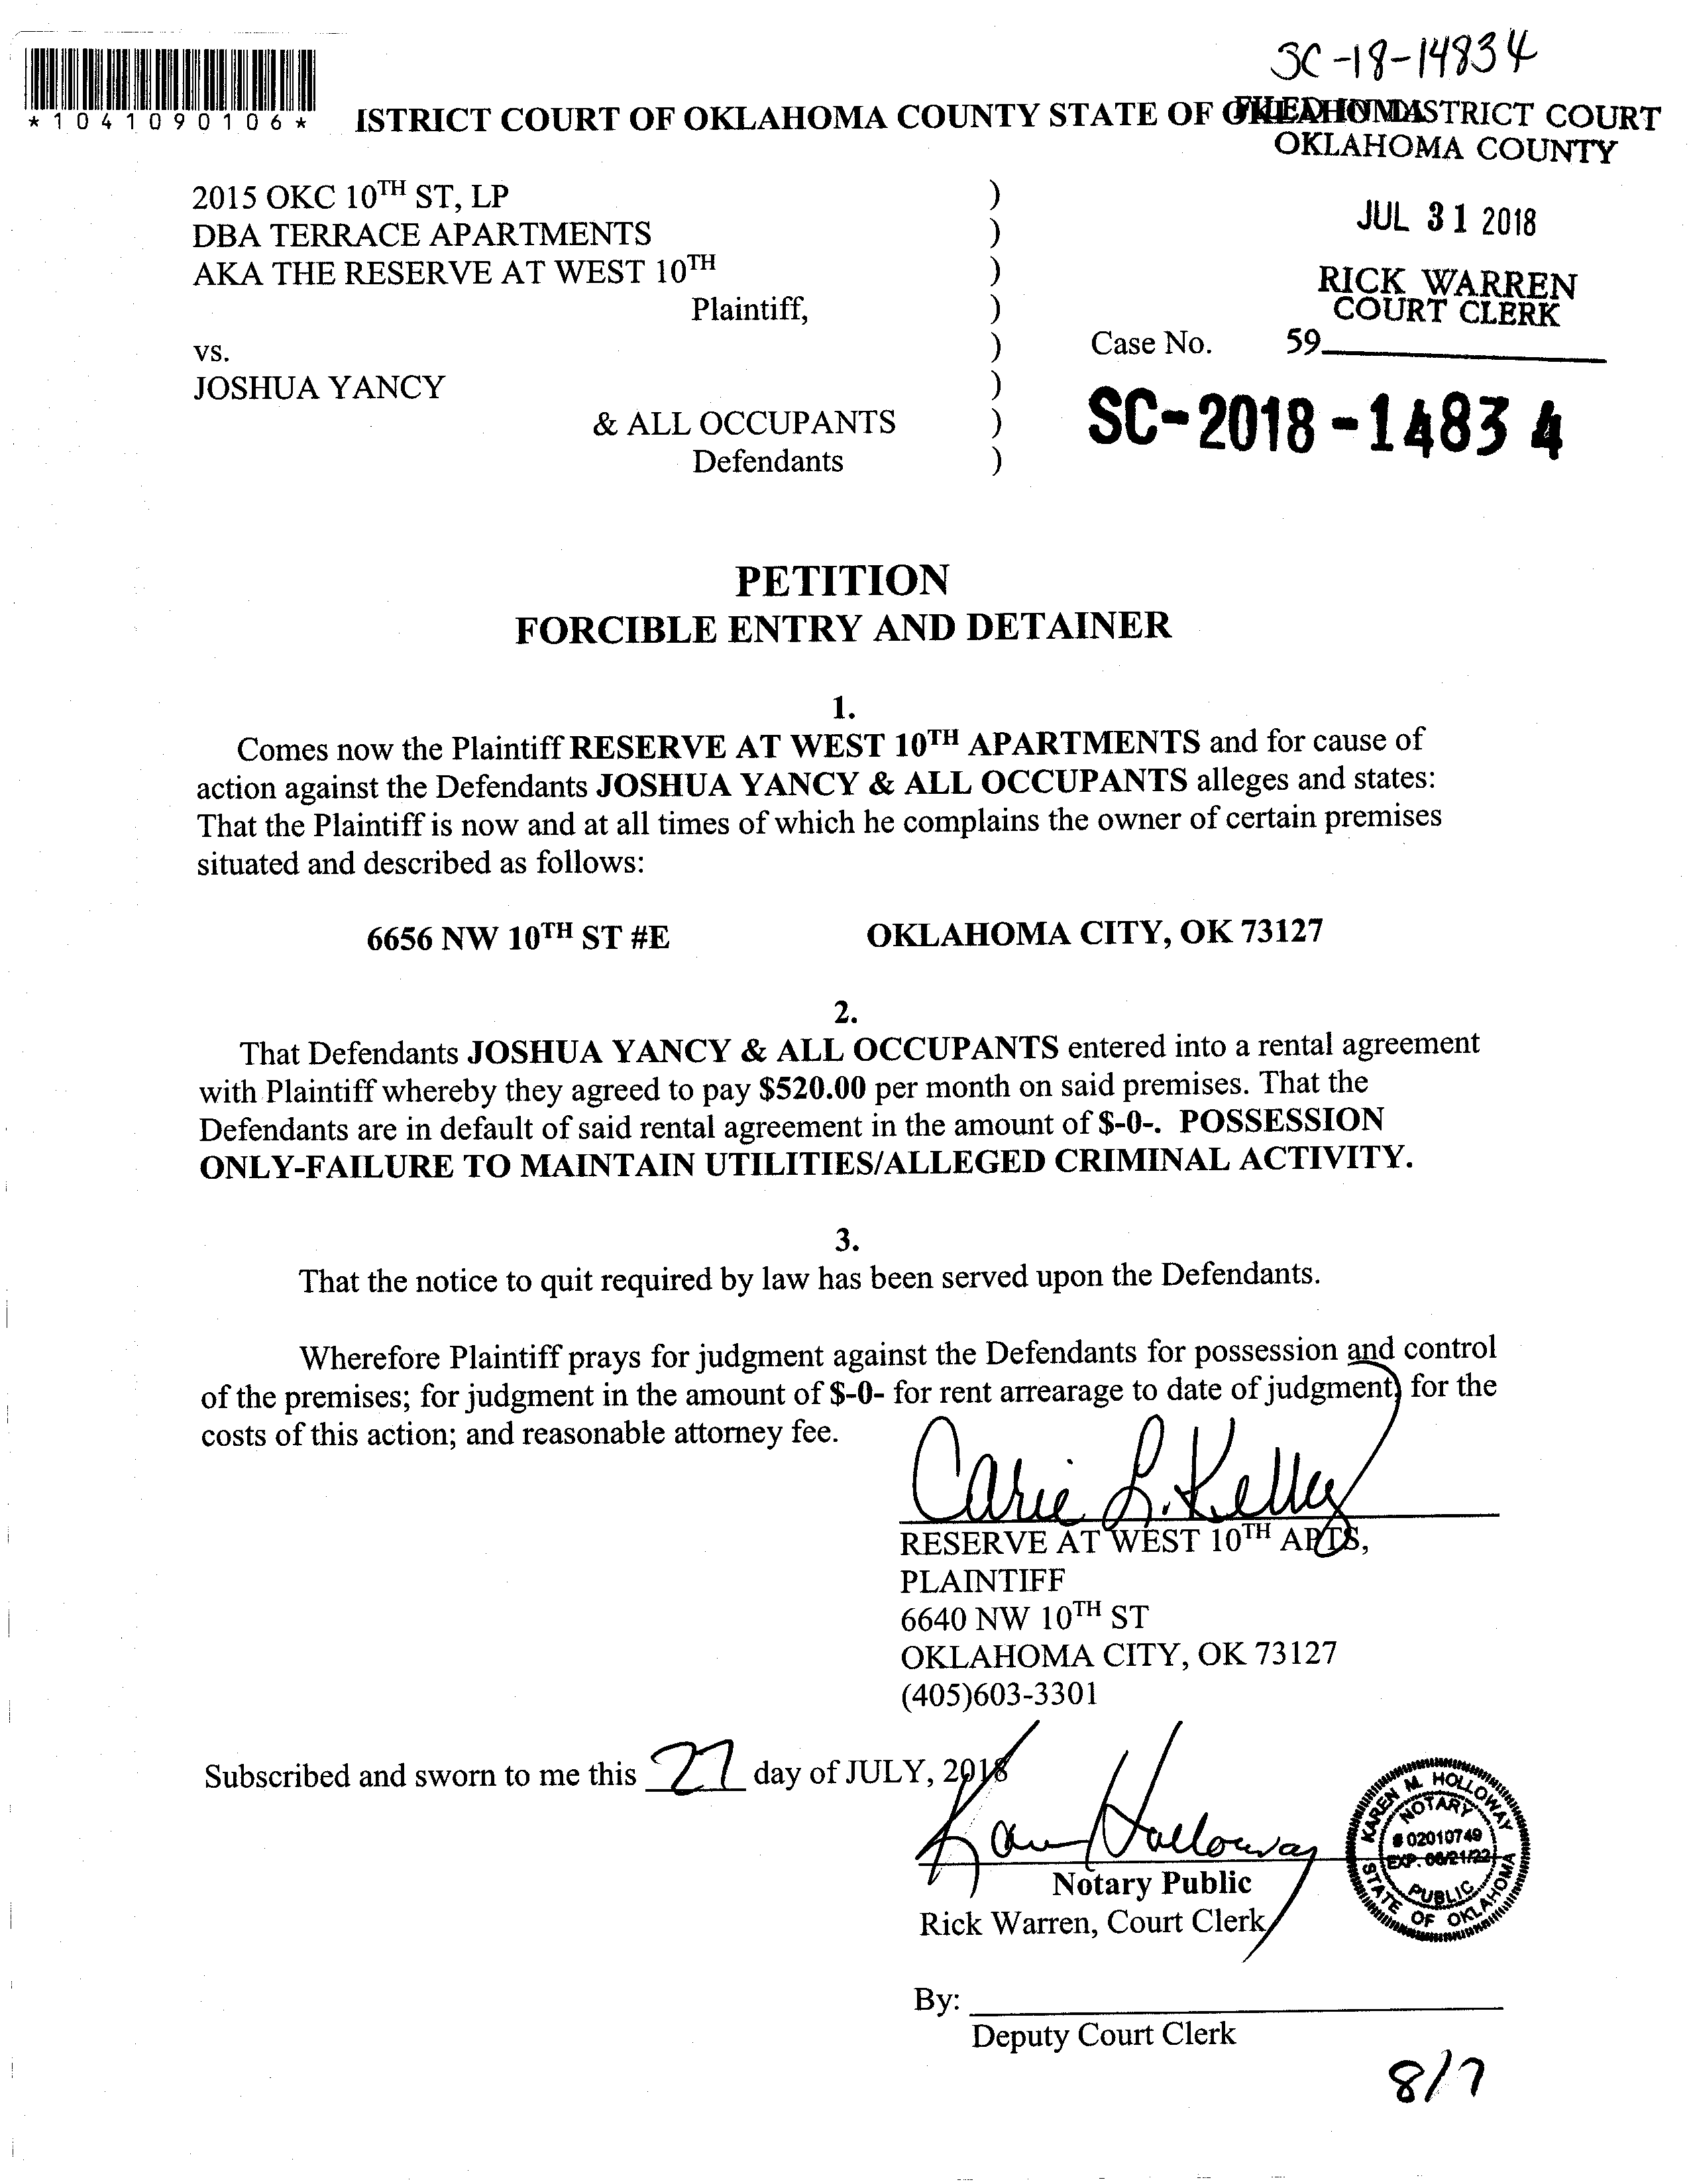 SC-18-14834
*1041090106*
ISTRICT COURT OF OKLAHOMA COUNTY STATE OF OKLAHOMA
FILED IN DISTRICT COURT
OKLAHOMA COUNTY
JUL 31 2018
RICK WARREN
COURT CLERK
2015 OKC 10TH ST, LP )
DBA TERRACE APARTMENTS )
AKA THE RESERVE AT WEST 10TH )
Plaintiff, )
vs. ) Case No. 59
JOSHUA YANCY )
& ALL OCCUPANTS ) SC-2018-14834
Defendants )
PETITION
FORCIBLE ENTRY AND DETAINER
1.
Comes now the Plaintiff RESERVE AT WEST 10TH APARTMENTS and for cause of
action against the Defendants JOSHUA YANCY & ALL OCCUPANTS alleges and states:
That the Plaintiff is now and at all times of which he complains the owner of certain premises
situated and described as follows:
6656 NW 10TH ST #E OKLAHOMA CITY, OK 73127
2.
That Defendants JOSHUA YANCY & ALL OCCUPANTS entered into a rental agreement
with Plaintiff whereby they agreed to pay $520.00 per month on said premises. That the
Defendants are in default of said rental agreement in the amount of $-0-. POSSESSION
ONLY-FAILURE TO MAINTAIN UTILITIES/ALLEGED CRIMINAL ACTIVITY.
3.
That the notice to quit required by law has been served upon the Defendants.
Wherefore Plaintiff prays for judgment against the Defendants for possession and control
of the premises; for judgment in the amount of $-0- for rent arrearage to date of judgment; for the
costs of this action; and reasonable attorney fee.
Carie L. Kelley
RESERVE AT WEST 10TH APTS,
PLAINTIFF
6640 NW 10TH ST
OKLAHOMA CITY, OK 73127
(405)603-3301
Subscribed and sworn to me this 27 day of JULY, 2018
Karen Holloway
KAREN M. HOLLOWAY
NOTARY
# 02010749
EXP. 06/21/22
PUBLIC
STATE OF OKLAHOMA
Notary Public
Rick Warren, Court Clerk
By:
Deputy Court Clerk
8/7